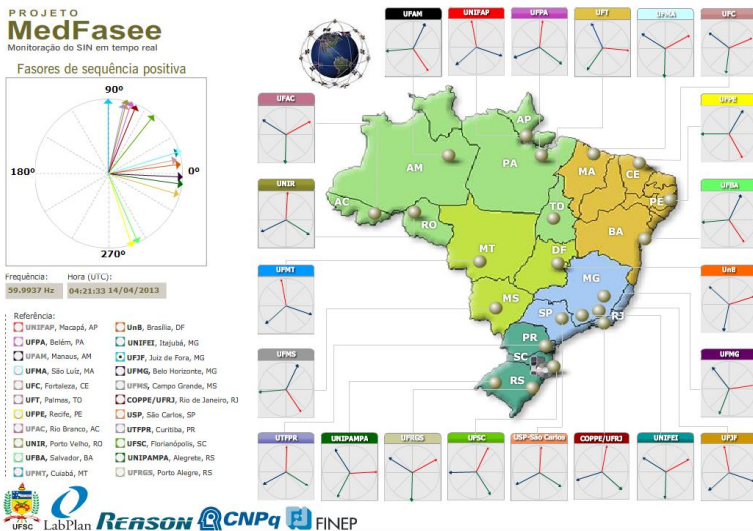 PROJETO
MedFasee
Monitoração do SIN em tempo real
Fasores de sequência positiva
90º
180º
0º
270º
Frequência:
Hora (UTC):
59.9937 Hz
04:21:33 14/04/2013
Referência:
UNIFAP, Macapá, AP
UFPA, Belém, PA
UFAM, Manaus, AM
UFMA, São Luíz, MA
UFC, Fortaleza, CE
UFT, Palmas, TO
UFPE, Recife, PE
UFAC, Rio Branco, AC
UNIR, Porto Velho, RO
UFBA, Salvador, BA
UFMT, Cuiabá, MT
UnB, Brasília, DF
UNIFEI, Itajubá, MG
UFJF, Juiz de Fora, MG
UFMG, Belo Horizonte, MG
UFMS, Campo Grande, MS
COPPE/UFRJ, Rio de Janeiro, RJ
USP, São Carlos, SP
UTFPR, Curitiba, PR
UFSC, Florianópolis, SC
UNIPAMPA, Alegrete, RS
UFRGS, Porto Alegre, RS
UFAM
UNIFAP
UFPA
UFT
UFMA
UFC
UFAC
UFPE
UNIR
UFBA
UFMT
UnB
UFMS
UFMG
AP
AM
PA
MA
CE
AC
RO
TO
PE
BA
MT
DF
MG
MS
SP
RJ
PR
SC
RS
UTFPR
UNIPAMPA
UFRGS
UFSC
USP-São Carlos
COPPE/UFRJ
UNIFEI
UFJF
UFSC
LabPlan
REASON
CNPq
FINEP